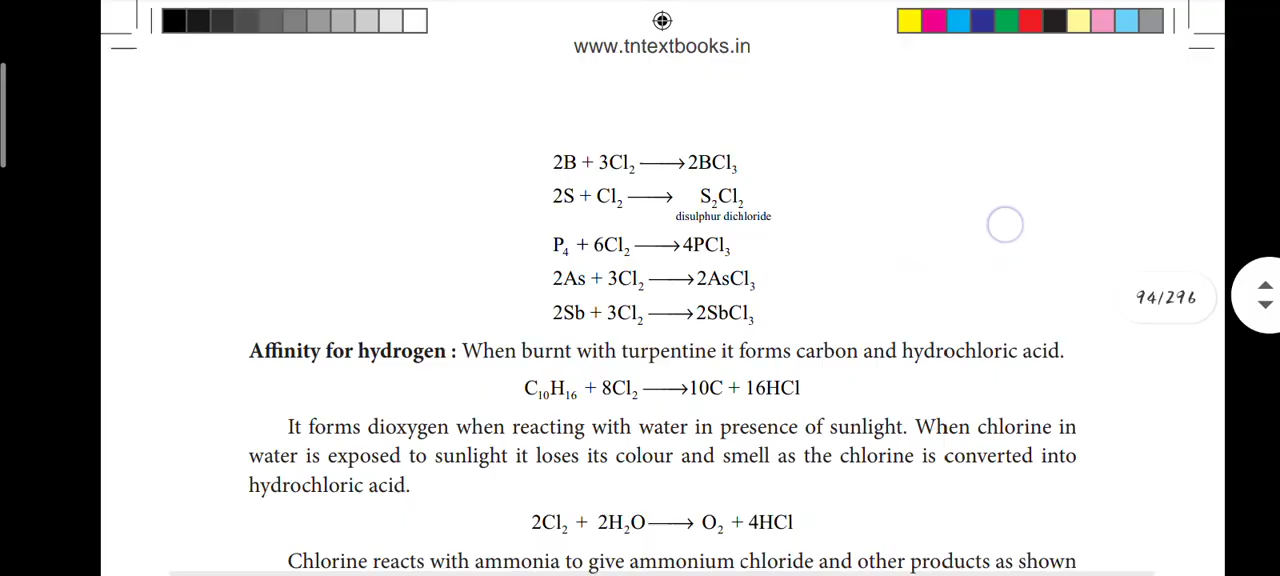 www.tntextbooks.in
2B + 3Cl₂ ⟶ 2BCl₃
2S + Cl₂ ⟶ S₂Cl₂
disulphur dichloride
P₄ + 6Cl₂ ⟶ 4PCl₃
2As + 3Cl₂ ⟶ 2AsCl₃
2Sb + 3Cl₂ ⟶ 2SbCl₃
94/296
Affinity for hydrogen : When burnt with turpentine it forms carbon and hydrochloric acid.
C₁₀H₁₆ + 8Cl₂ ⟶ 10C + 16HCl
It forms dioxygen when reacting with water in presence of sunlight. When chlorine in
water is exposed to sunlight it loses its colour and smell as the chlorine is converted into
hydrochloric acid.
2Cl₂ + 2H₂O ⟶ O₂ + 4HCl
Chlorine reacts with ammonia to give ammonium chloride and other products as shown